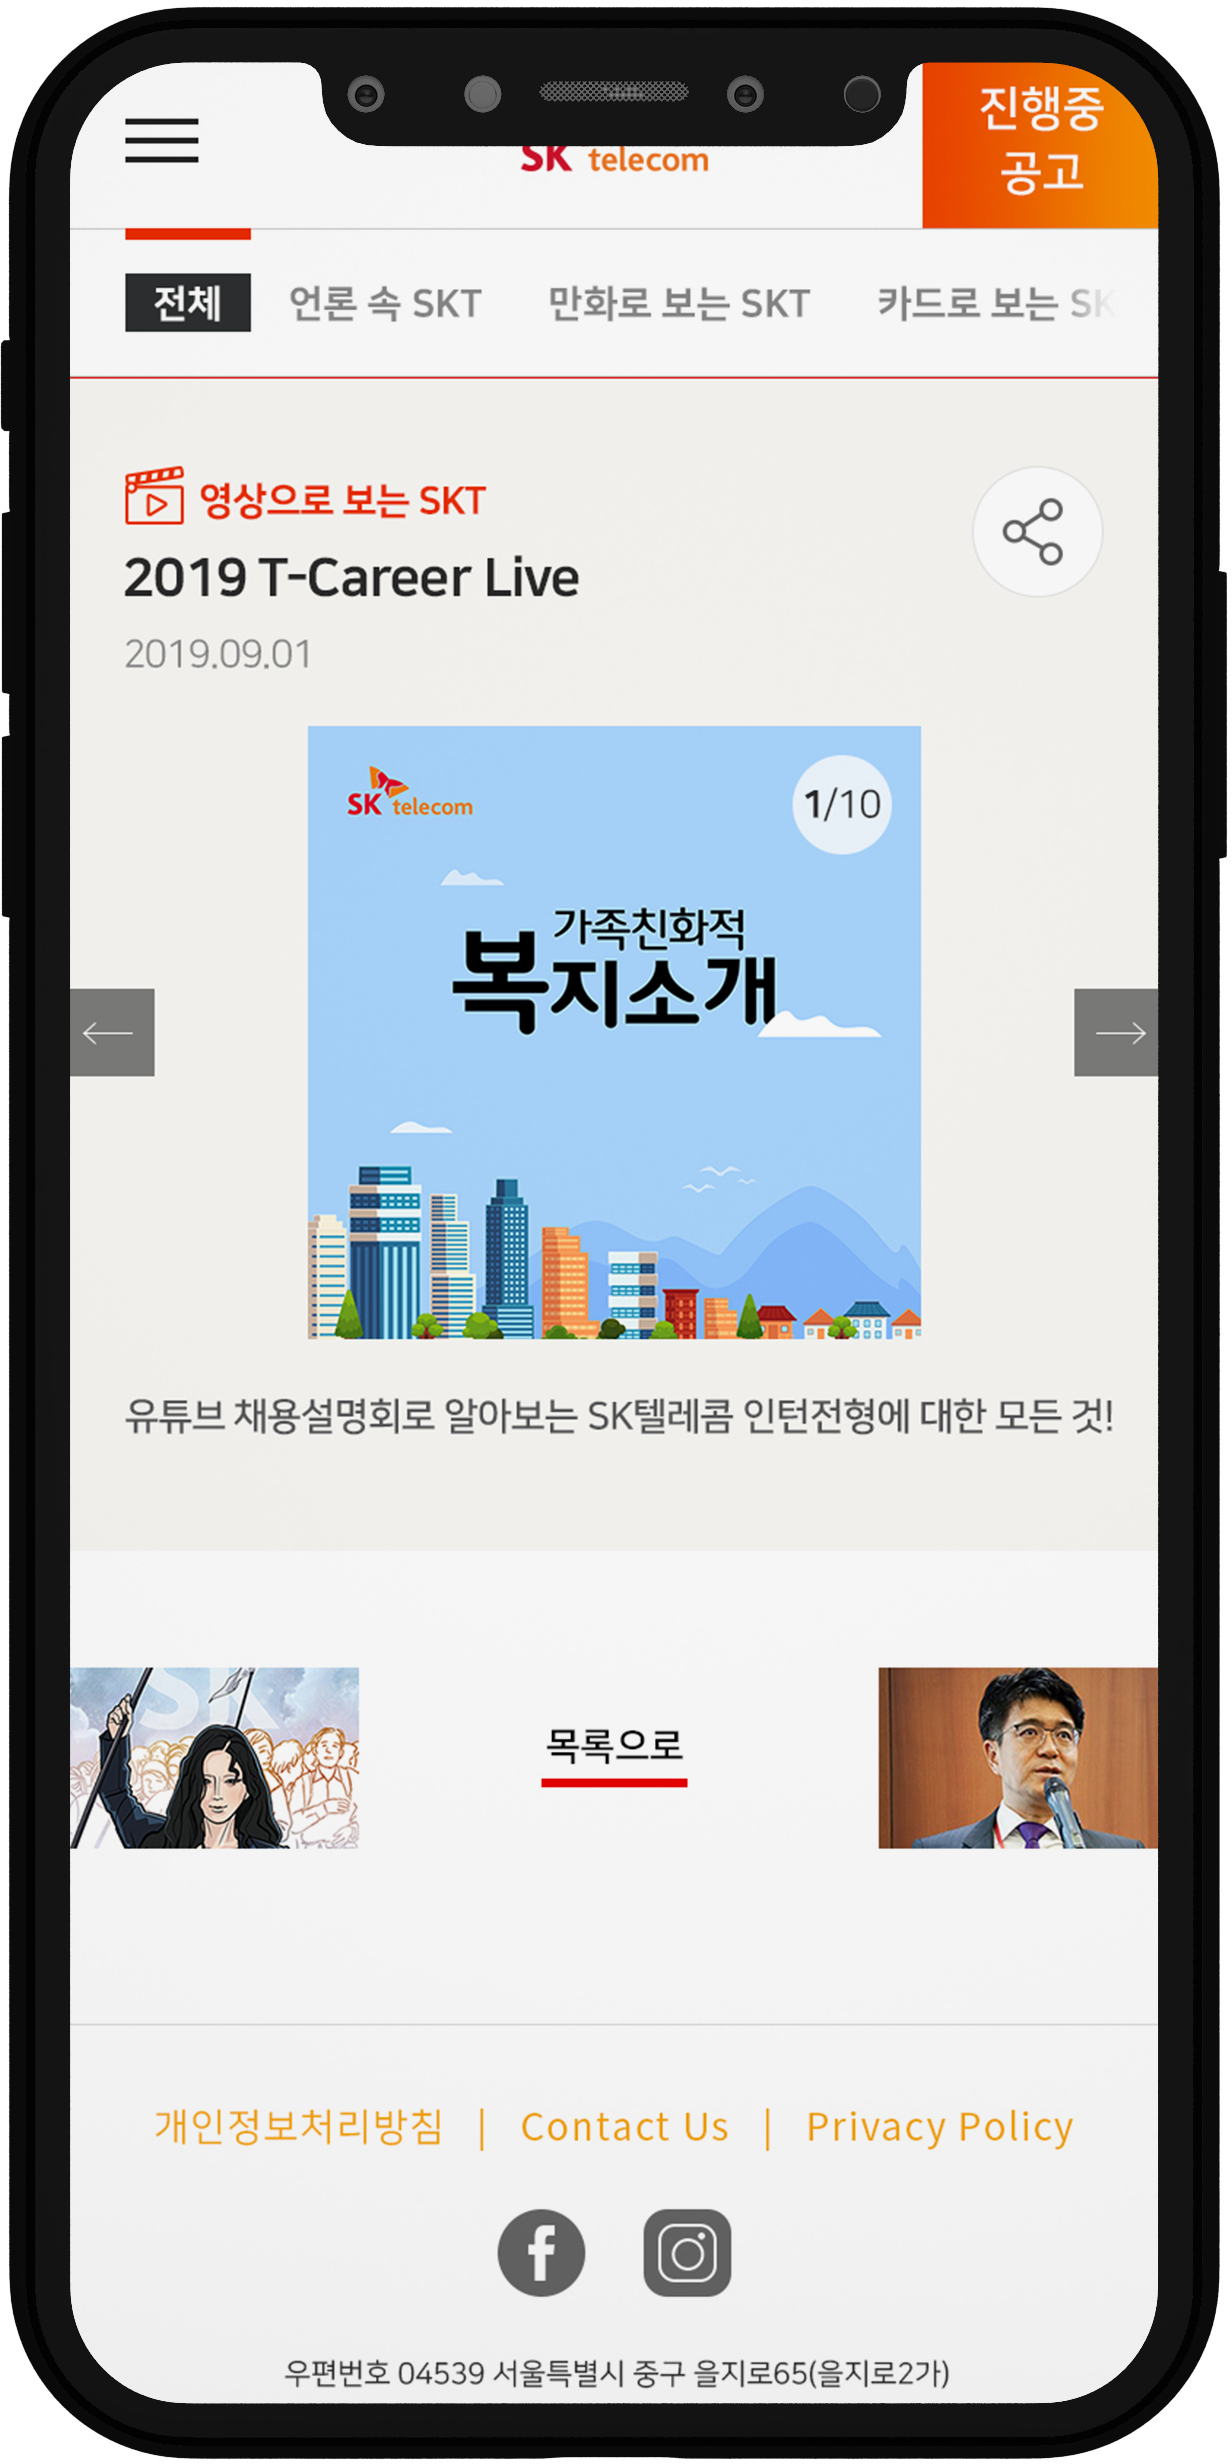 SK telecom
진행중
공고
전체 언론 속 SKT 만화로 보는 SKT 카드로 보는 SK
영상으로 보는 SKT
2019 T-Career Live
2019.09.01
SK telecom
1/10
가족친화적
복지소개
유튜브 채용설명회로 알아보는 SK텔레콤 인턴전형에 대한 모든 것!
SK
목록으로
개인정보처리방침 | Contact Us | Privacy Policy
우편번호 04539 서울특별시 중구 을지로65(을지로2가)